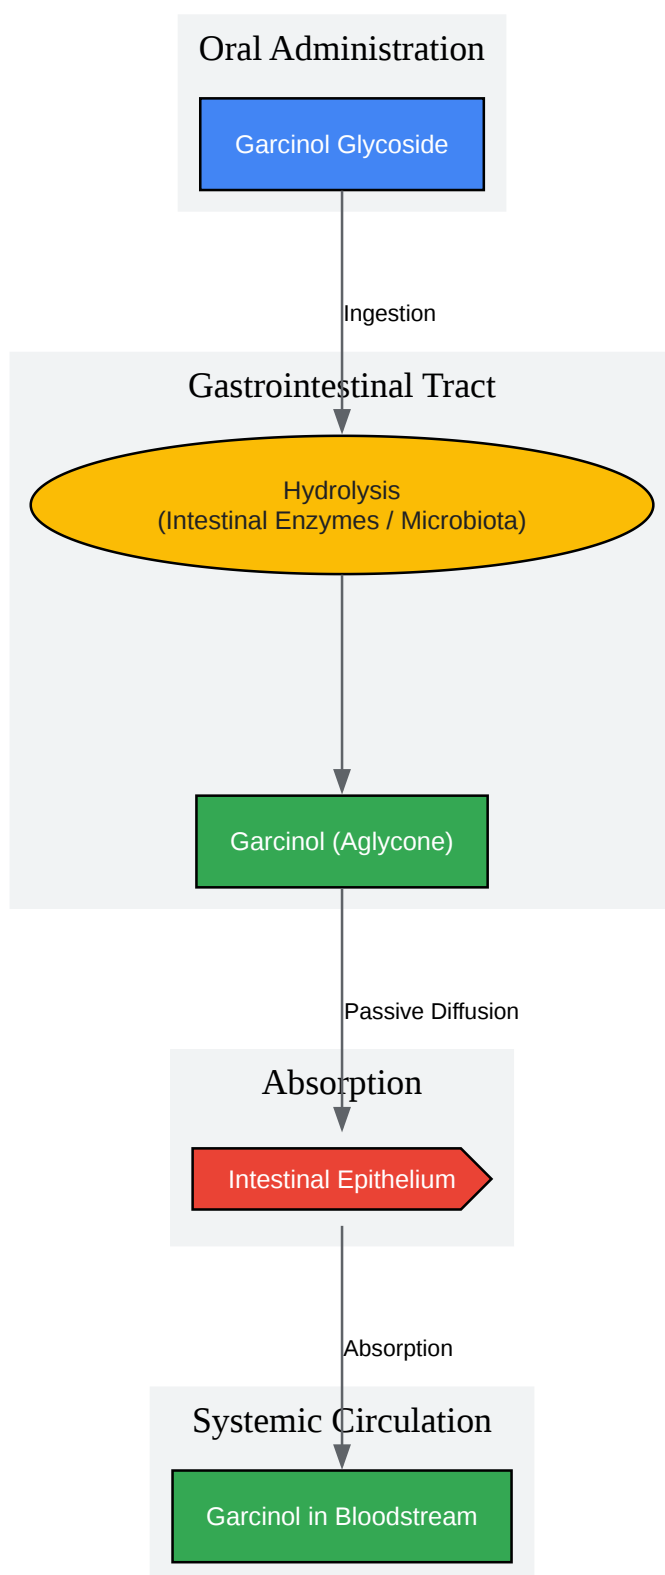 Oral Administration
Garcinol Glycoside
Ingestion
Gastrointestinal Tract
Hydrolysis
(Intestinal Enzymes / Microbiota)
Garcinol (Aglycone)
Passive Diffusion
Absorption
Intestinal Epithelium
Absorption
Systemic Circulation
Garcinol in Bloodstream